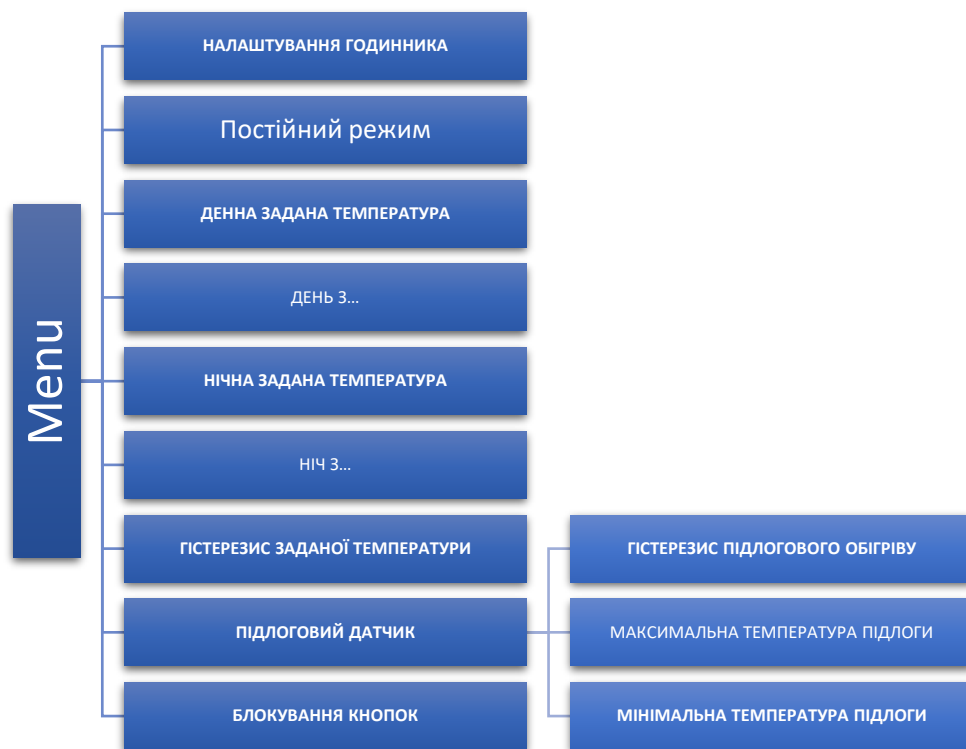 Menu
НАЛАШТУВАННЯ ГОДИННИКА
Постійний режим
ДЕННА ЗАДАНА ТЕМПЕРАТУРА
ДЕНЬ З...
НІЧНА ЗАДАНА ТЕМПЕРАТУРА
НІЧ З...
ГІСТЕРЕЗИС ЗАДАНОЇ ТЕМПЕРАТУРИ
ПІДЛОГОВИЙ ДАТЧИК
ГІСТЕРЕЗИС ПІДЛОГОВОГО ОБІГРІВУ
МАКСИМАЛЬНА ТЕМПЕРАТУРА ПІДЛОГИ
МІНІМАЛЬНА ТЕМПЕРАТУРА ПІДЛОГИ
БЛОКУВАННЯ КНОПОК